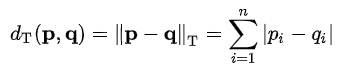 d_T(p, q) = ‖p − q‖_T = ∑_{i=1}^{n} |p_i − q_i|